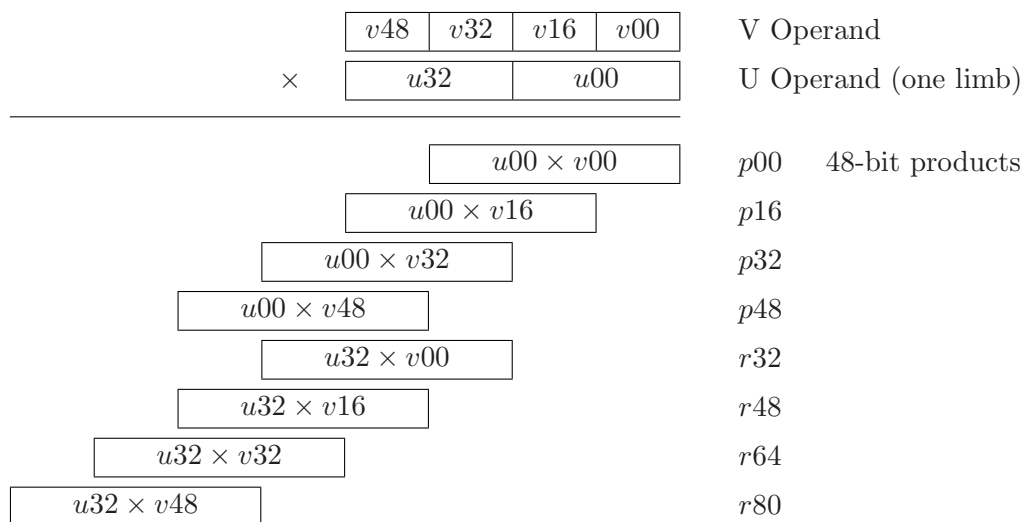 v48 v32 v16 v00 V Operand
× u32 u00 U Operand (one limb)
u00 × v00 p00 48-bit products
u00 × v16 p16
u00 × v32 p32
u00 × v48 p48
u32 × v00 r32
u32 × v16 r48
u32 × v32 r64
u32 × v48 r80